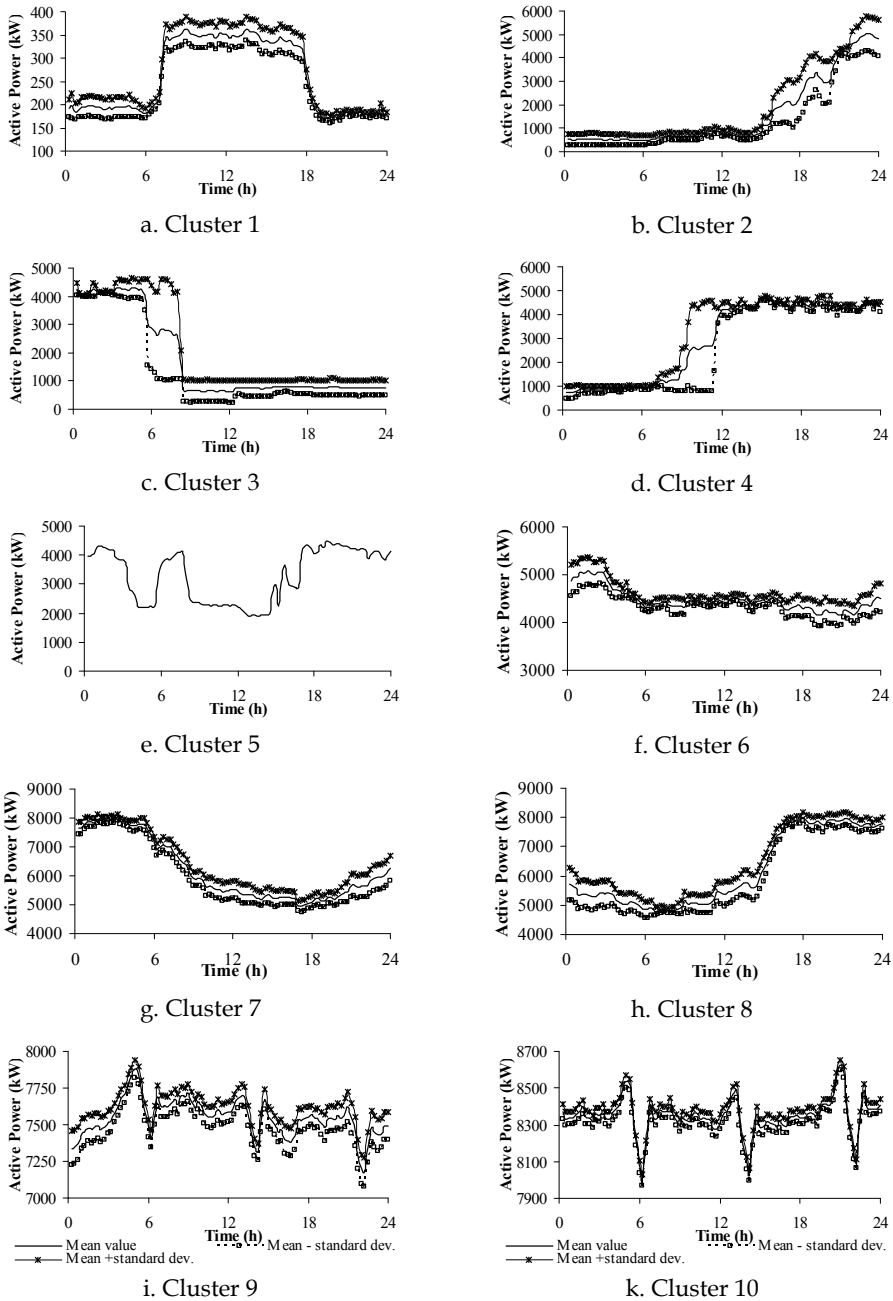 Active Power (kW)
400
350
300
250
200
150
100
0 6 12 18 24
Time (h)
a. Cluster 1
Active Power (kW)
6000
5000
4000
3000
2000
1000
0
0 6 12 18 24
Time (h)
b. Cluster 2
Active Power (kW)
5000
4000
3000
2000
1000
0
0 6 12 18 24
Time (h)
c. Cluster 3
Active Power (kW)
6000
5000
4000
3000
2000
1000
0
0 6 12 18 24
Time (h)
d. Cluster 4
Active Power (kW)
5000
4000
3000
2000
1000
0
0 6 12 18 24
Time (h)
e. Cluster 5
Active Power (kW)
6000
5000
4000
3000
0 6 12 18 24
Time (h)
f. Cluster 6
Active Power (kW)
9000
8000
7000
6000
5000
4000
0 6 12 18 24
Time (h)
g. Cluster 7
Active Power (kW)
9000
8000
7000
6000
5000
4000
0 6 12 18 24
Time (h)
h. Cluster 8
Active Power (kW)
8000
7750
7500
7250
7000
0 6 12 18 24
Time (h)
Mean value
Mean - standard dev.
Mean +standard dev.
i. Cluster 9
Active Power (kW)
8700
8500
8300
8100
7900
0 6 12 18 24
Time (h)
Mean value
Mean - standard dev.
Mean +standard dev.
k. Cluster 10